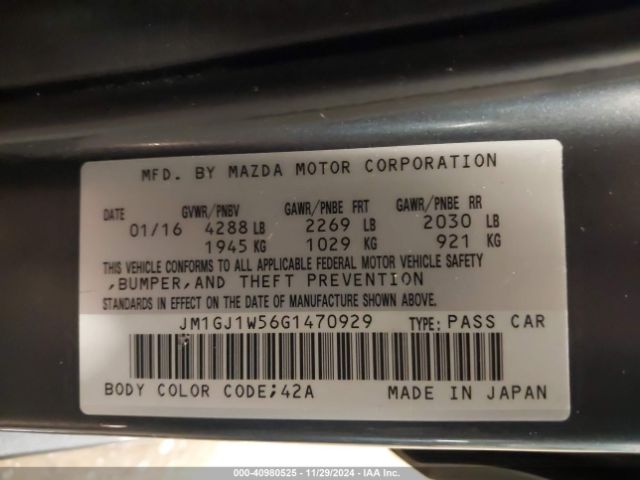 MFD. BY MAZDA MOTOR CORPORATION
DATE GVWR/PNBV GAWR/PNBE FRT GAWR/PNBE RR
01/16 4288 LB 2269 LB 2030 LB
1945 KG 1029 KG 921 KG
THIS VEHICLE CONFORMS TO ALL APPLICABLE FEDERAL MOTOR VEHICLE SAFETY
,BUMPER,AND THEFT PREVENTION
STANDARDS IN EFFECT ON THE DATE OF MANUFACTURE SHOWN ABOVE.
JM1GJ1W56G1470929 TYPE: PASS CAR
BODY COLOR CODE;42A MADE IN JAPAN
000-40980525 - 11/29/2024 - IAA Inc.